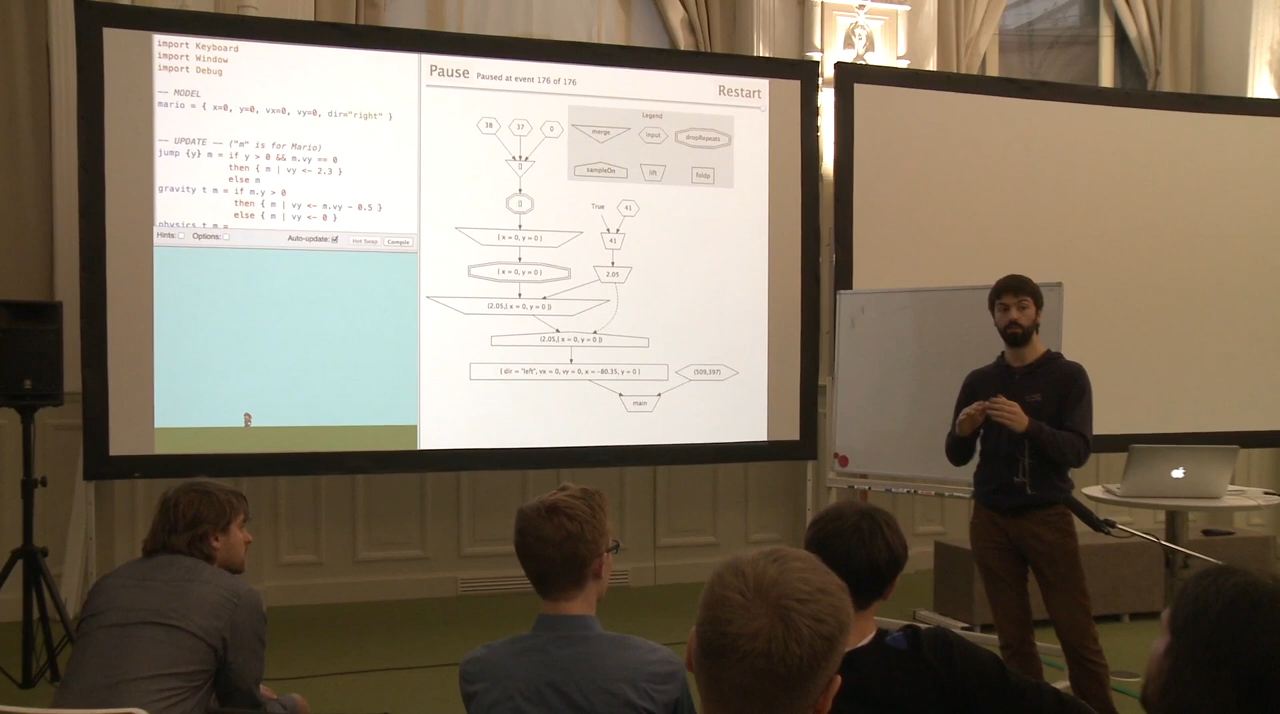 import Keyboard
import Window
import Debug
-- MODEL
mario = { x=0, y=0, vx=0, vy=0, dir="right" }
-- UPDATE -- ("m" is for Mario)
jump {y} m = if y > 0 && m.vy == 0
then { m | vy <- 2.3 }
else m
gravity t m = if m.y > 0
then { m | vy <- m.vy - 0.5 }
else { m | vy <- 0 }
physics t m =
Hints: Options: Auto-update: Hot Swap Compile
Pause Paused at event 176 of 176
Restart
Legend
merge input dropRepeats
sampleOn lift foldp
38 37 0
[]
[]
True 41
{ x = 0, y = 0 }
41
{ x = 0, y = 0 }
2.05
(2.05,{ x = 0, y = 0 })
(2.05,{ x = 0, y = 0 })
{ dir = "left", vx = 0, vy = 0, x = -80.35, y = 0 }
(509,397)
main